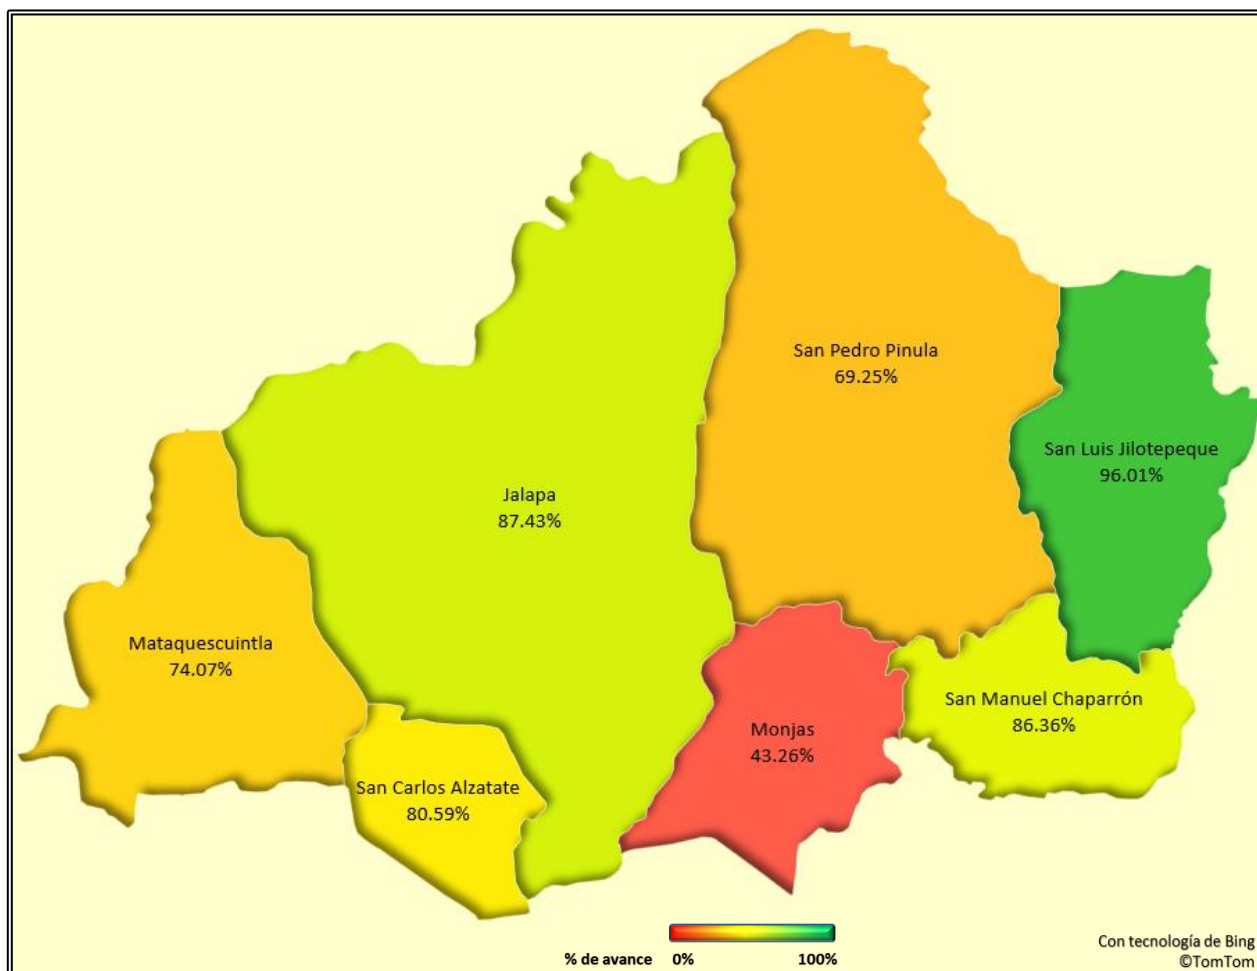 San Pedro Pinula
69.25%
San Luis Jilotepeque
96.01%
Jalapa
87.43%
Mataquescuintla
74.07%
San Manuel Chaparrón
86.36%
Monjas
43.26%
San Carlos Alzatate
80.59%
% de avance 0% 100%
Con tecnología de Bing
©TomTom